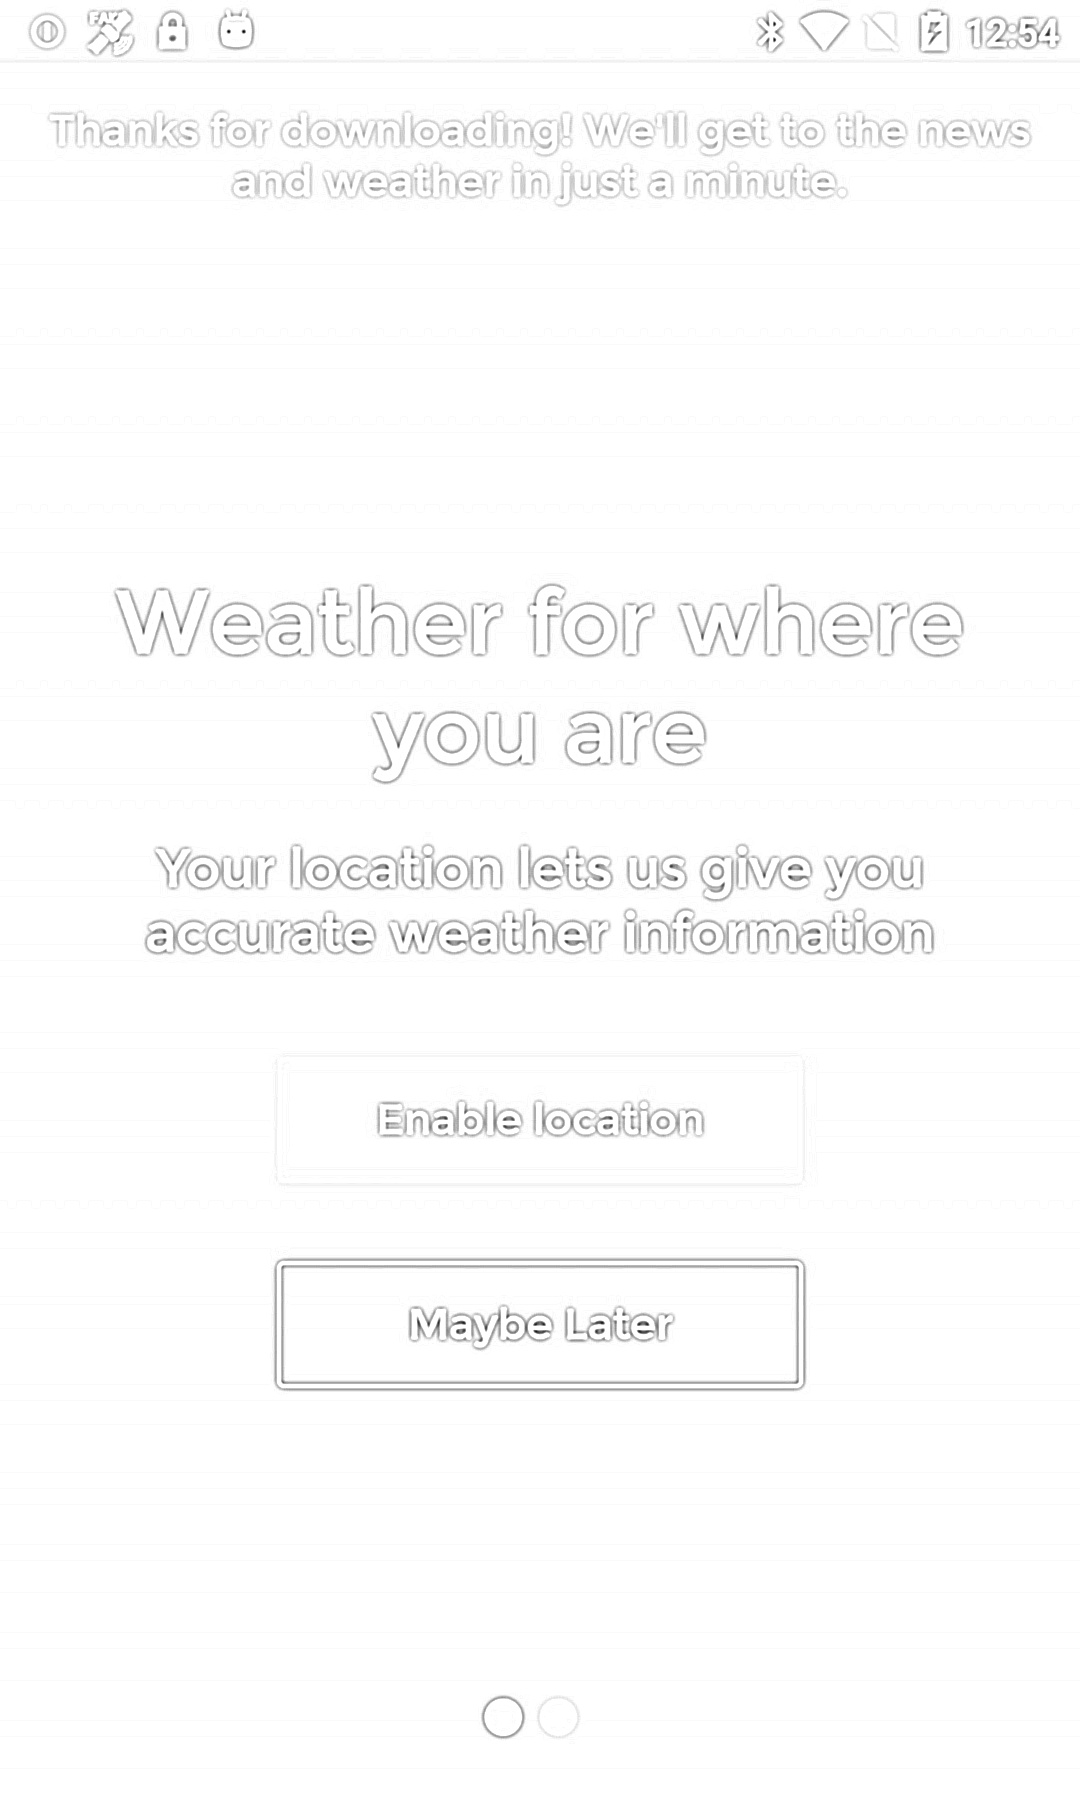 FAKE
12:54
Thanks for downloading! We'll get to the news
and weather in just a minute.
Weather for where
you are
Your location lets us give you
accurate weather information
Enable location
Maybe Later